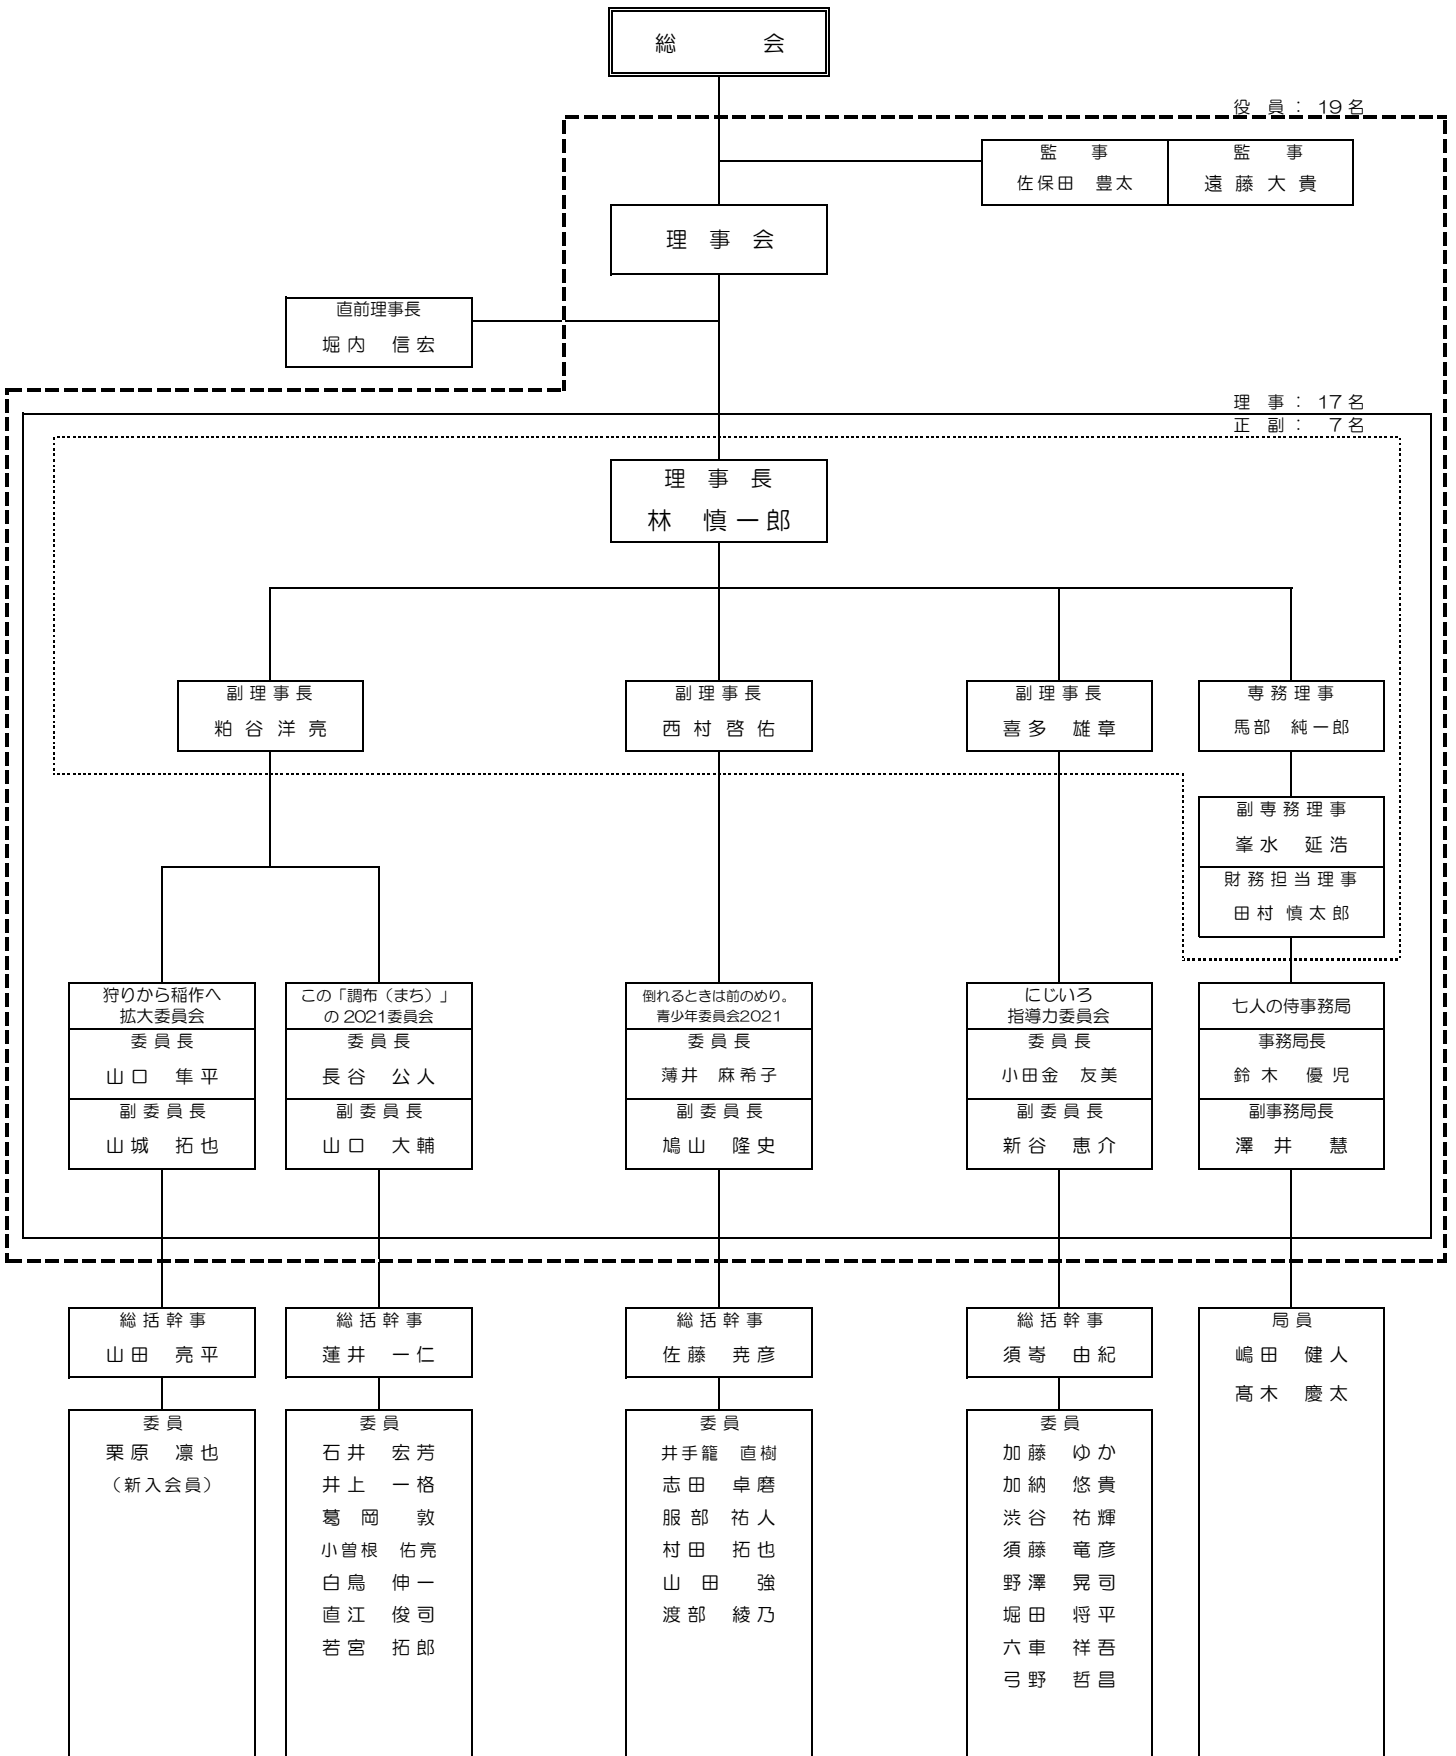 総　会
役 員 ： 19 名
監　事
佐保田　豊太
監　事
遠 藤 大 貴
理 事 会
直前理事長
堀内　信宏
理 事 ： 17 名
正 副 ： 7 名
理 事 長
林　慎一郎
副理事長
粕 谷 洋 亮
副理事長
西 村 啓 佑
副理事長
喜多　雄章
専務理事
馬部　純一郎
副専務理事
峯水　延浩
財務担当理事
田村 慎太郎
狩りから稲作へ
拡大委員会
委員長
山口　隼平
副委員長
山城　拓也
この「調布（まち）」
の 2021委員会
委員長
長谷　公人
副委員長
山口　大輔
倒れるときは前のめり。
青少年委員会2021
委員長
薄井　麻希子
副委員長
鳩山　隆史
にじいろ
指導力委員会
委員長
小田金　友美
副委員長
新谷　恵介
七人の侍事務局
事務局長
鈴木　優児
副事務局長
澤 井　慧
総括幹事
山田　亮平
総括幹事
蓮井　一仁
総括幹事
佐藤　尭彦
総括幹事
須嵜　由紀
局員
嶋田　健人
髙木　慶太
委員
栗原　凛也
（新入会員）
委員
石井　宏芳
井上　一格
葛 岡　敦
小曽根　佑亮
白鳥　伸一
直江　俊司
若宮　拓郎
委員
井手籠　直樹
志田　卓磨
服部　祐人
村田　拓也
山 田　強
渡部　綾乃
委員
加藤　ゆか
加納　悠貴
渋谷　祐輝
須藤　竜彦
野澤　晃司
堀田　将平
六車　祥吾
弓野　哲昌